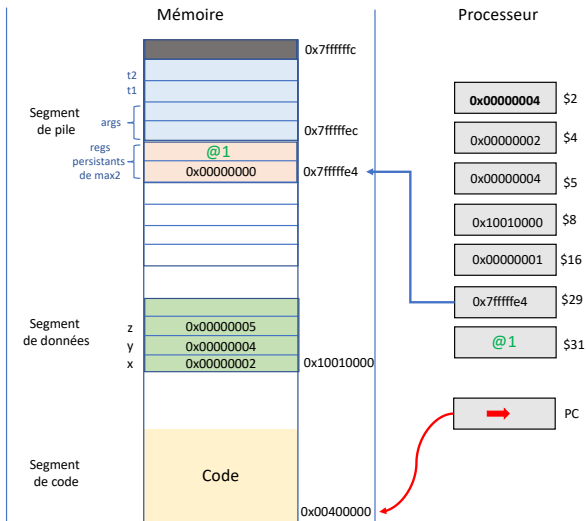 Mémoire
Processeur
0x7ffffffc
t2
t1
args
Segment
de pile
0x7fffffec
regs
persistants
de max2
@1
0x00000000
0x7fffffe4
0x00000004 $2
0x00000002 $4
0x00000004 $5
0x10010000 $8
0x00000001 $16
0x7fffffe4 $29
@1 $31
PC
Segment
de données
z 0x00000005
y 0x00000004
x 0x00000002 0x10010000
Segment
de code
Code
0x00400000